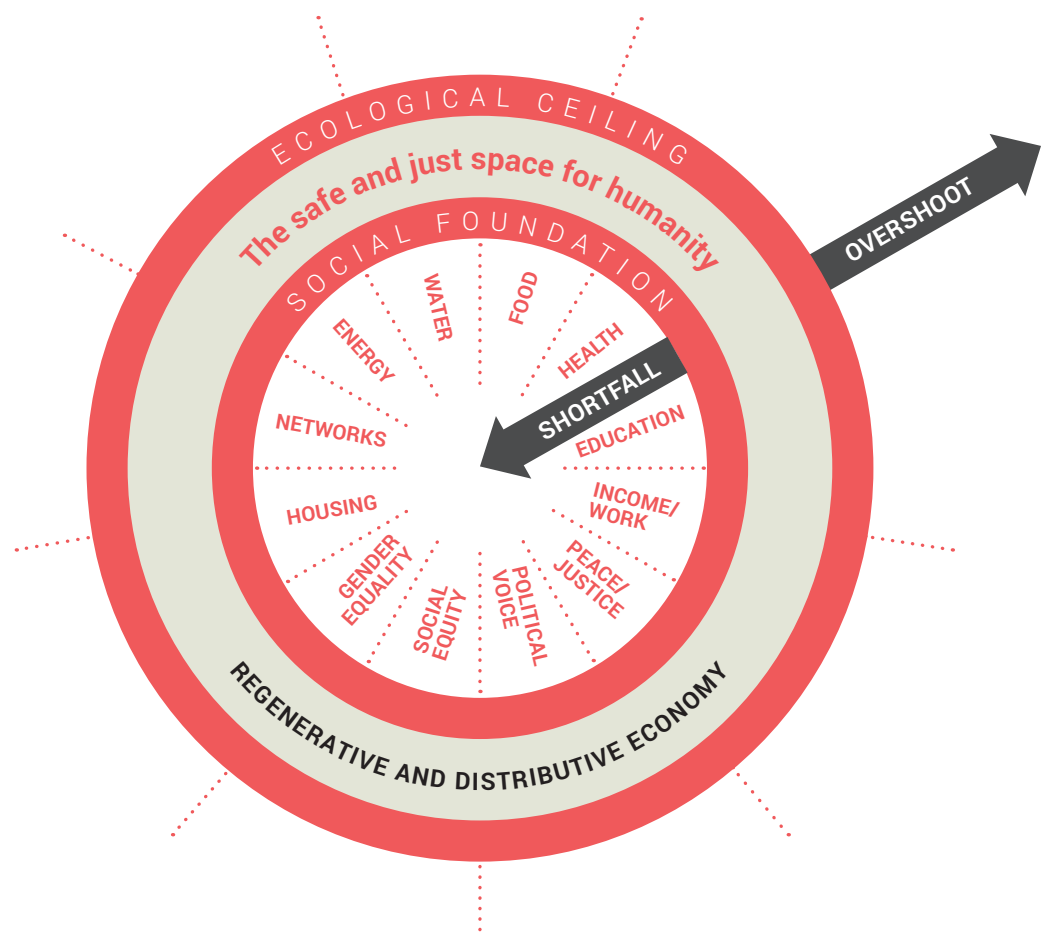 ECOLOGICAL CEILING
The safe and just space for humanity
SOCIAL FOUNDATION
OVERSHOOT
SHORTFALL
WATER
FOOD
ENERGY
HEALTH
NETWORKS
EDUCATION
HOUSING
INCOME/
WORK
GENDER
EQUALITY
PEACE/
JUSTICE
SOCIAL
EQUITY
POLITICAL
VOICE
REGENERATIVE AND DISTRIBUTIVE ECONOMY